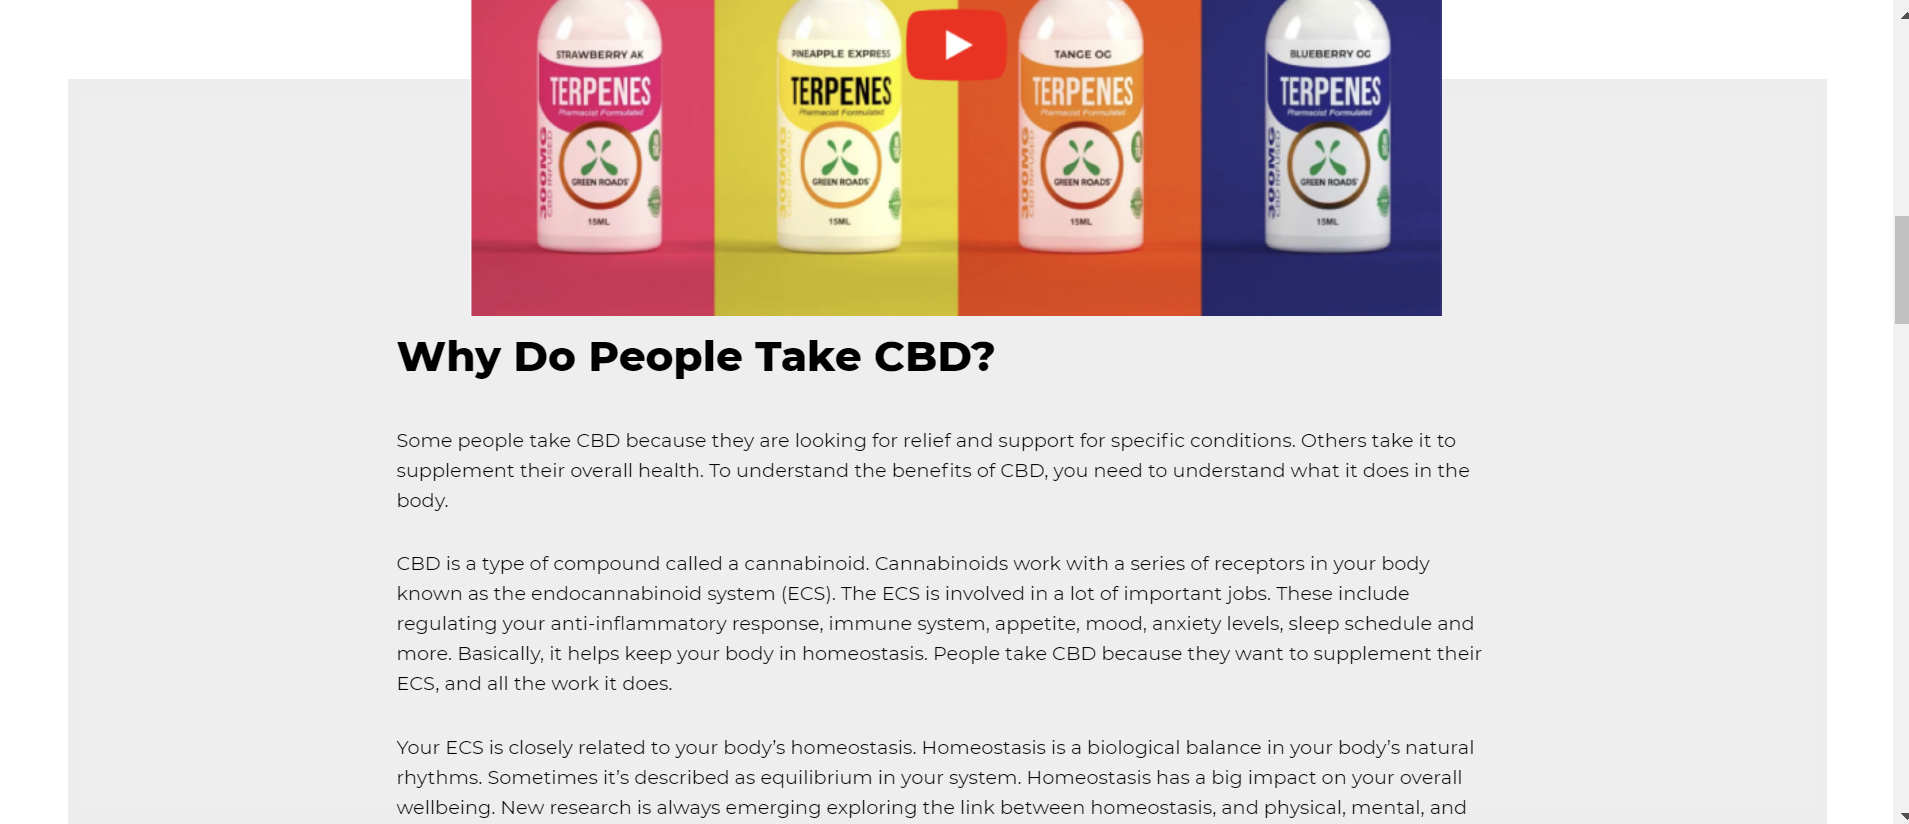 STRAWBERRY AK
TERPENES
Pharmacist Formulated
300MG
CBD INFUSED
GREEN ROADS
15ML
PINEAPPLE EXPRESS
TERPENES
Pharmacist Formulated
300MG
CBD INFUSED
GREEN ROADS
15ML
TANGE OG
TERPENES
Pharmacist Formulated
300MG
CBD INFUSED
GREEN ROADS
15ML
BLUEBERRY OG
TERPENES
Pharmacist Formulated
300MG
CBD INFUSED
GREEN ROADS
15ML
Why Do People Take CBD?
Some people take CBD because they are looking for relief and support for specific conditions. Others take it to
supplement their overall health. To understand the benefits of CBD, you need to understand what it does in the
body.
CBD is a type of compound called a cannabinoid. Cannabinoids work with a series of receptors in your body
known as the endocannabinoid system (ECS). The ECS is involved in a lot of important jobs. These include
regulating your anti-inflammatory response, immune system, appetite, mood, anxiety levels, sleep schedule and
more. Basically, it helps keep your body in homeostasis. People take CBD because they want to supplement their
ECS, and all the work it does.
Your ECS is closely related to your body’s homeostasis. Homeostasis is a biological balance in your body’s natural
rhythms. Sometimes it’s described as equilibrium in your system. Homeostasis has a big impact on your overall
wellbeing. New research is always emerging exploring the link between homeostasis, and physical, mental, and